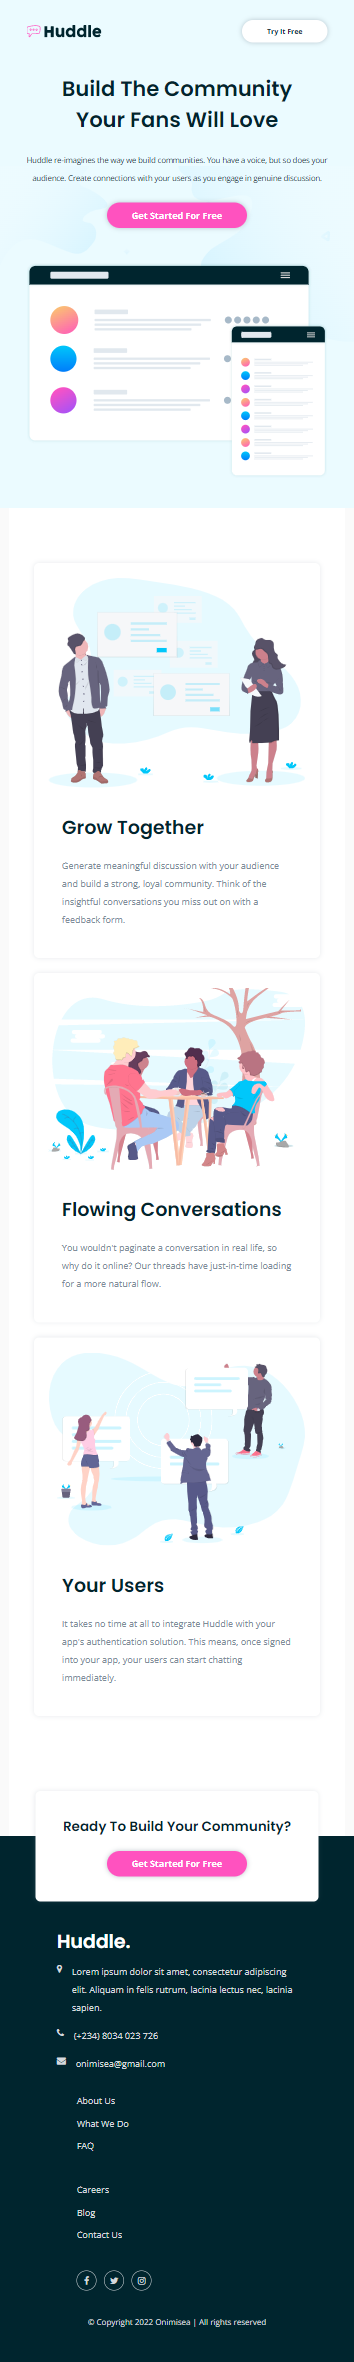 Huddle
Try It Free
Build The Community
Your Fans Will Love
Huddle re-imagines the way we build communities. You have a voice, but so does your
audience. Create connections with your users as you engage in genuine discussion.
Get Started For Free
Grow Together
Generate meaningful discussion with your audience
and build a strong, loyal community. Think of the
insightful conversations you miss out on with a
feedback form.
Flowing Conversations
You wouldn't paginate a conversation in real life, so
why do it online? Our threads have just-in-time loading
for a more natural flow.
Your Users
It takes no time at all to integrate Huddle with your
app's authentication solution. This means, once signed
into your app, your users can start chatting
immediately.
Ready To Build Your Community?
Get Started For Free
Huddle.
Lorem ipsum dolor sit amet, consectetur adipiscing
elit. Aliquam in felis rutrum, lacinia lectus nec, lacinia
sapien.
(+234) 8034 023 726
onimisea@gmail.com
About Us
What We Do
FAQ
Careers
Blog
Contact Us
© Copyright 2022 Onimisea | All rights reserved